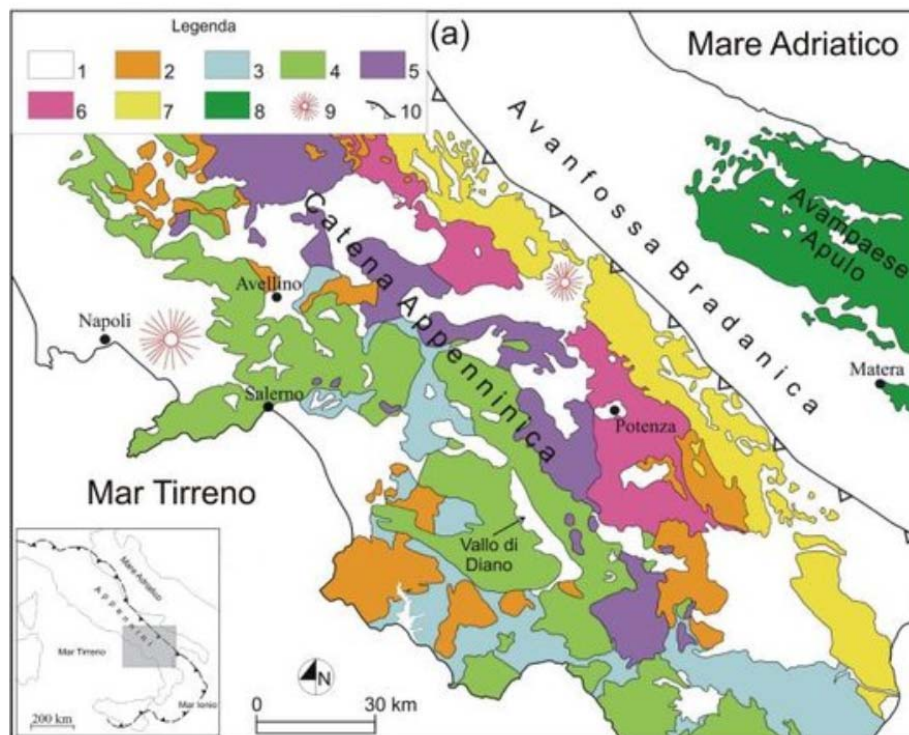 Legenda
(a)
Mare Adriatico
1
2
3
4
5
6
7
8
9
10
Avanfossa Bradanica
Avampaese
Apulo
Catena Appenninica
Avellino
Napoli
Salerno
Matera
Potenza
Mar Tirreno
Vallo di
Diano
Mare Adriatico
Appennini
Mar Tirreno
Mar Ionio
200 km
N
0
30 km